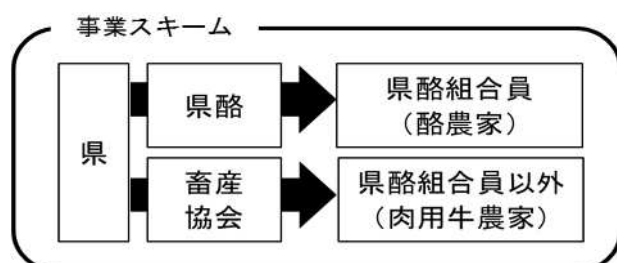 事業スキーム
県
県酪
県酪組合員
（酪農家）
畜産
協会
県酪組合員以外
（肉用牛農家）